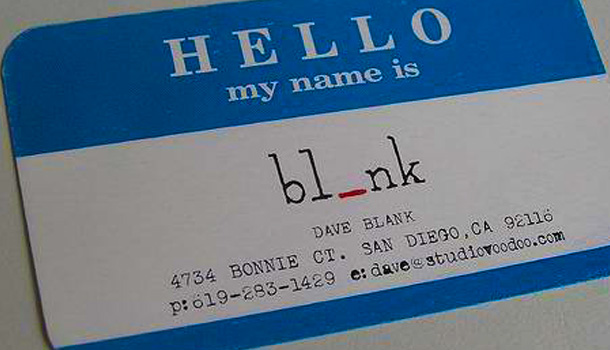 HELLO
my name is
bl_nk
DAVE BLANK
4734 BONNIE CT. SAN DIEGO,CA 92116
p:619-283-1429 e:dave@studiovoodoo.com